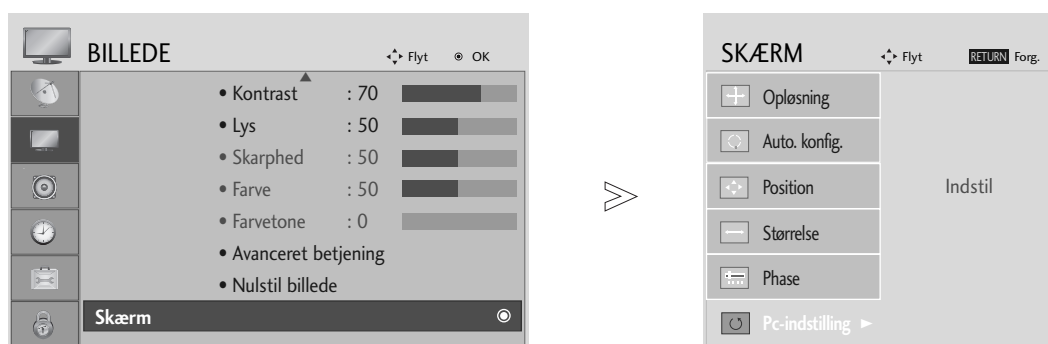 BILLEDE
Flyt OK
• Kontrast : 70
• Lys : 50
• Skarphed : 50
• Farve : 50
• Farvetone : 0
• Avanceret betjening
• Nulstil billede
Skærm
SKÆRM
Flyt RETURN Forg.
Opløsning
Auto. konfig.
Position
Størrelse
Phase
Pc-indstilling
Indstil